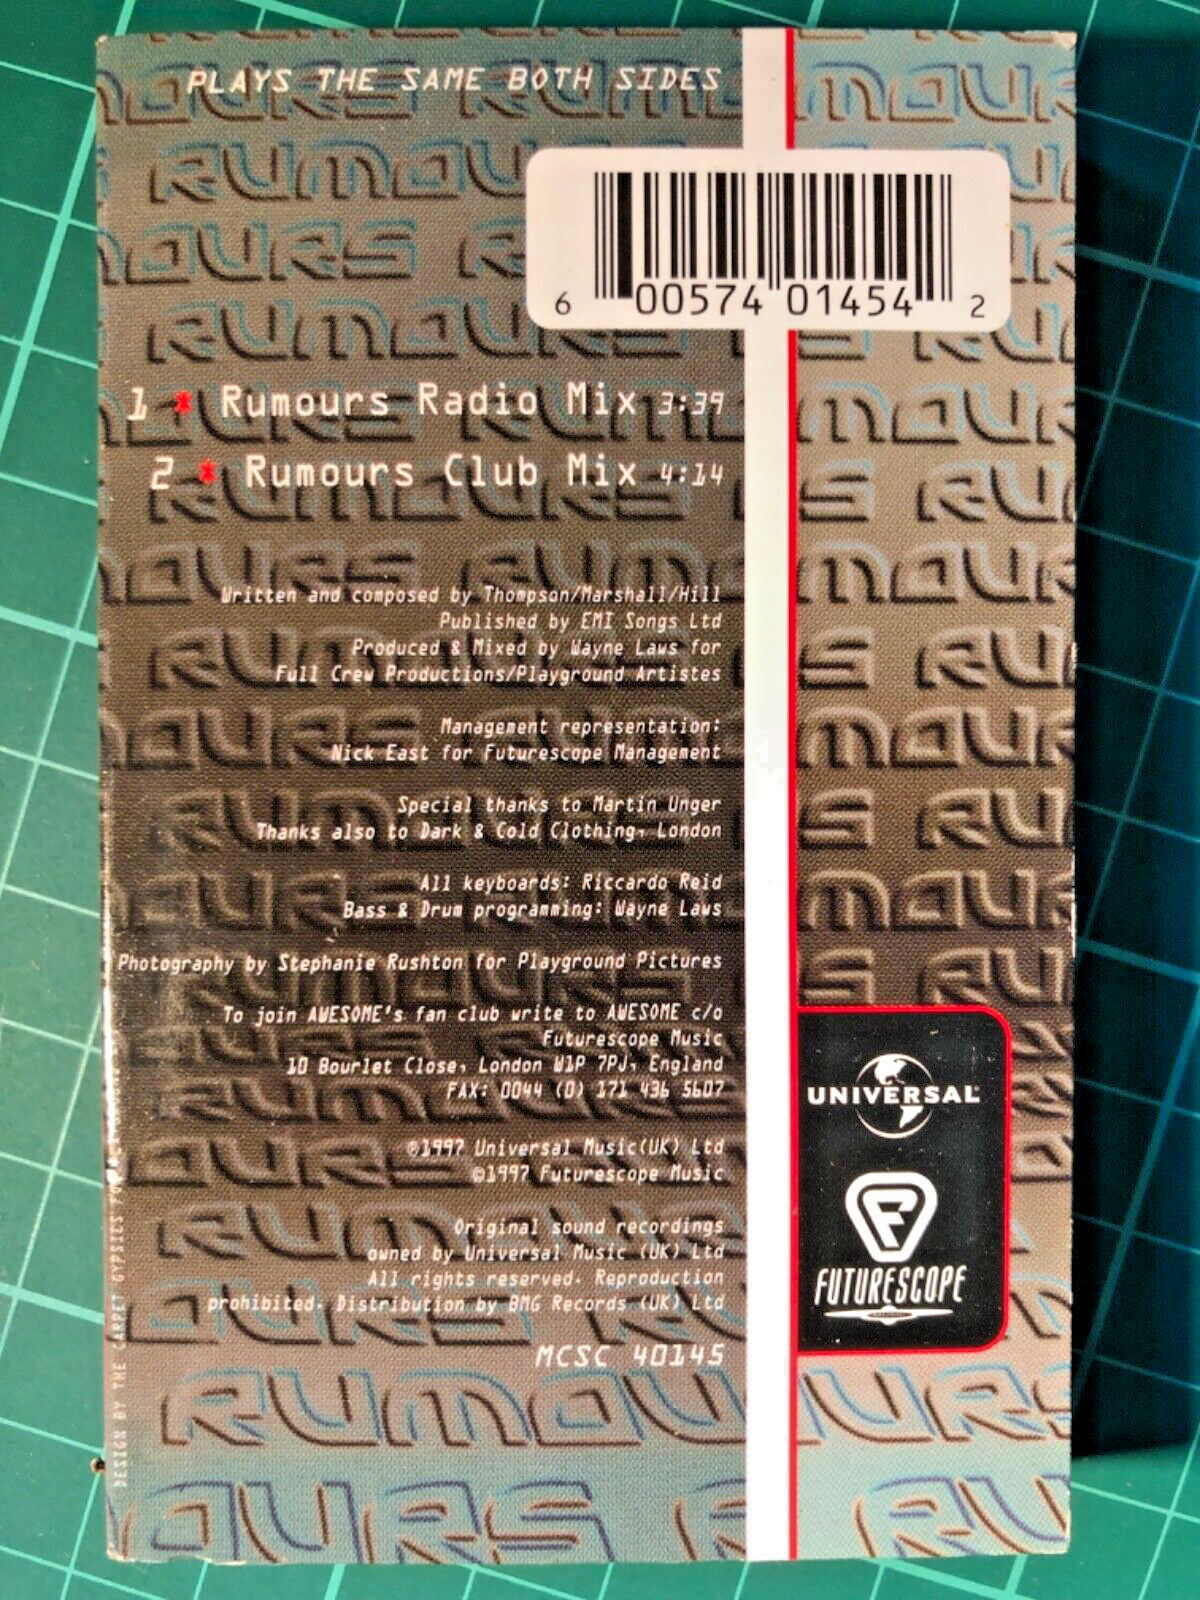 PLAYS THE SAME BOTH SIDES
6 00574 01454 2
1 * Rumours Radio Mix 3:39
2 * Rumours Club Mix 4:14
Written and composed by Thompson/Marshall/Hill
Published by EMI Songs Ltd
Produced & Mixed by Wayne Laws for
Full Crew Productions/Playground Artistes
Management representation:
Nick East for Futurescope Management
Special thanks to Martin Unger
Thanks also to Dark & Cold Clothing, London
All keyboards: Riccardo Reid
Bass & Drum programming: Wayne Laws
Photography by Stephanie Rushton for Playground Pictures
To join AWESOME's fan club write to AWESOME c/o
Futurescope Music
10 Bourlet Close, London W1P 7PJ, England
FAX: 0044 (0) 171 436 5607
℗1997 Universal Music(UK) Ltd
©1997 Futurescope Music
Original sound recordings
owned by Universal Music (UK) Ltd
All rights reserved. Reproduction
prohibited. Distribution by BMG Records (UK) Ltd
MCSC 40145
UNIVERSAL
FUTURESCOPE
DESIGN BY THE CARPET GYPSIES
RUMOURS